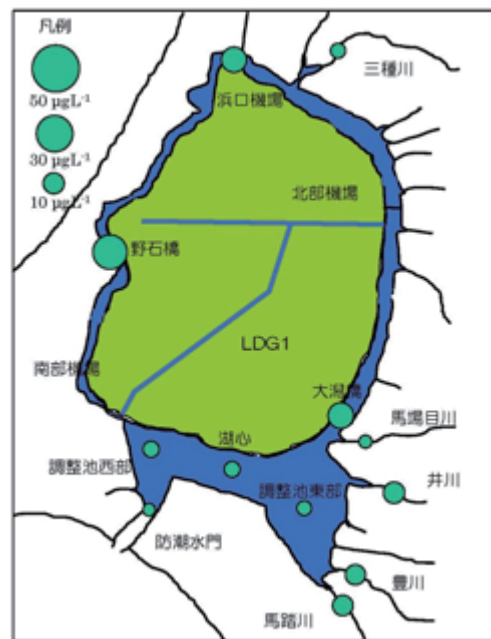 凡例
50 μgL⁻¹
30 μgL⁻¹
10 μgL⁻¹
三種川
浜口機場
北部機場
野石橋
LDG1
南部機場
大潟橋
馬場目川
湖心
調整池西部
調整池東部
井川
防潮水門
豊川
馬踏川